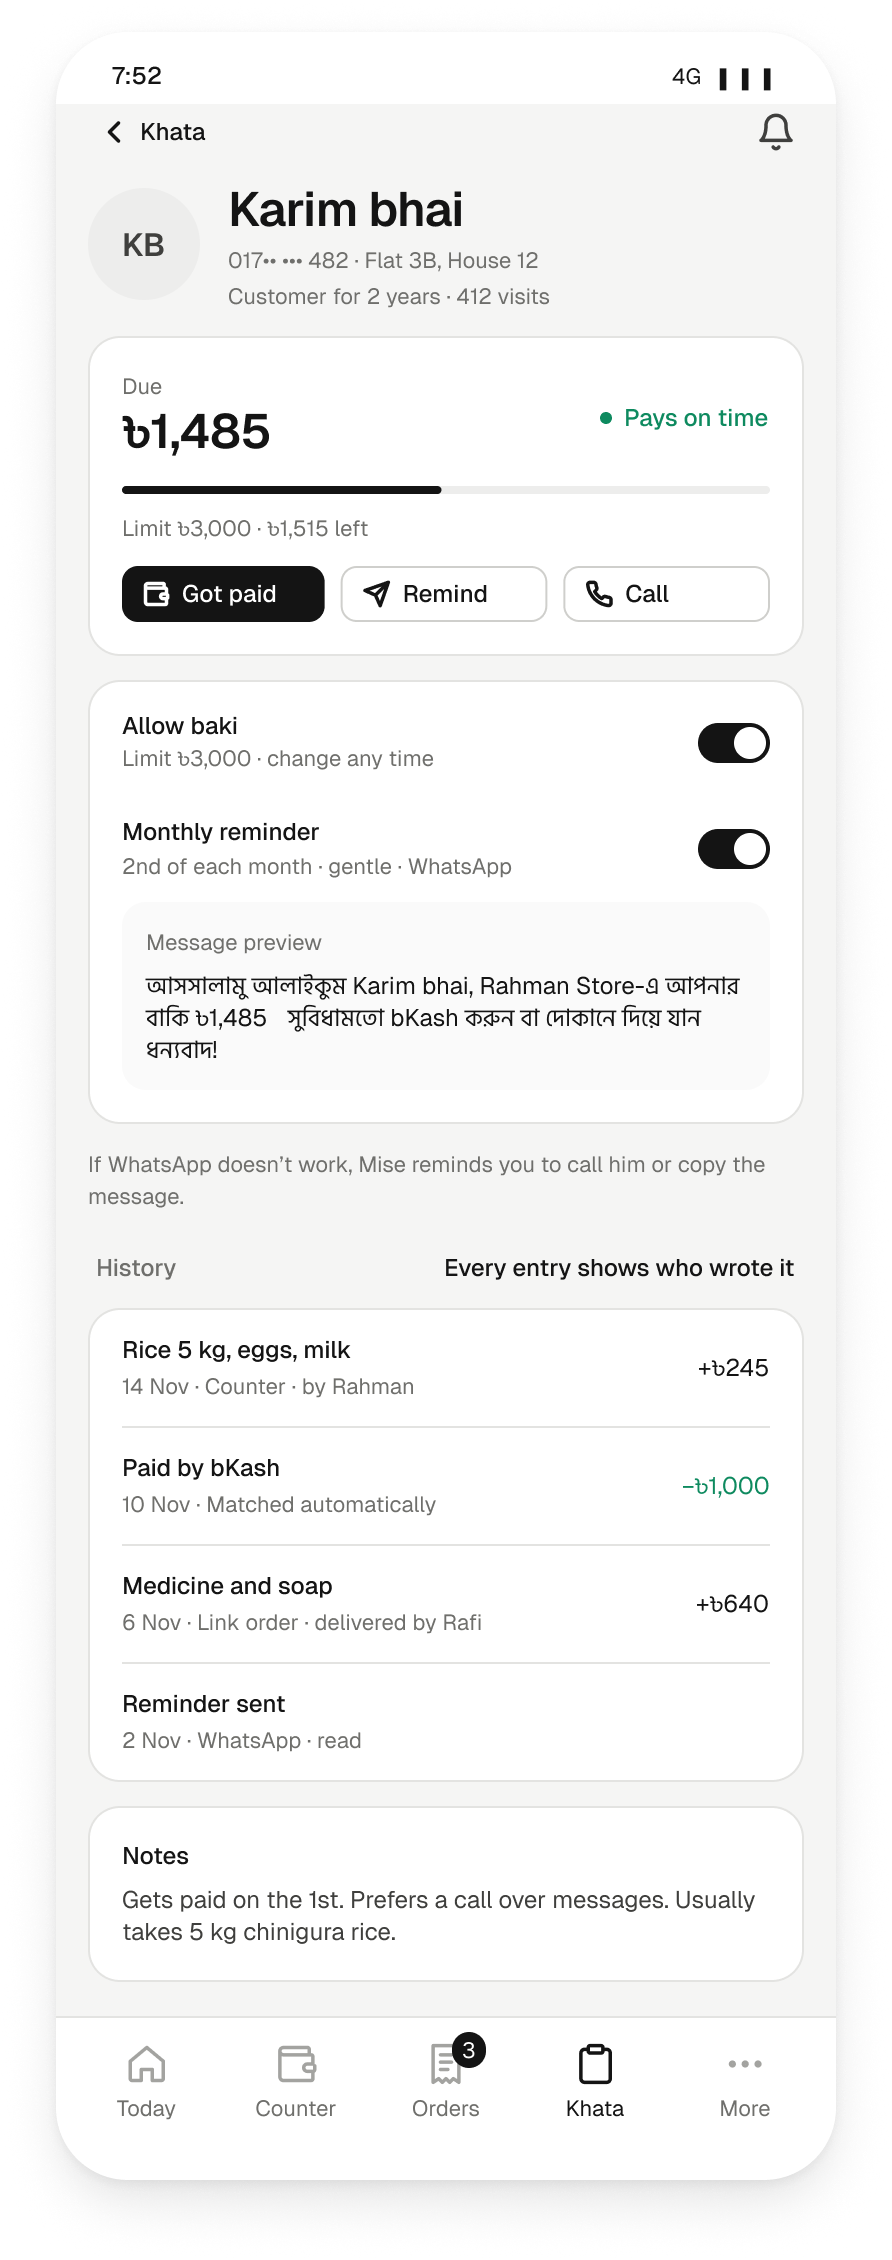 7:52
4G
Khata
KB
Karim bhai
017•• ••• 482 · Flat 3B, House 12
Customer for 2 years · 412 visits
Due
৳1,485
Pays on time
Limit ৳3,000 · ৳1,515 left
Got paid
Remind
Call
Allow baki
Limit ৳3,000 · change any time
Monthly reminder
2nd of each month · gentle · WhatsApp
Message preview
আসসালামু আলাইকুম Karim bhai, Rahman Store-এ আপনার
বাকি ৳1,485 সুবিধামতো bKash করুন বা দোকানে দিয়ে যান
ধন্যবাদ!
If WhatsApp doesn’t work, Mise reminds you to call him or copy the
message.
History
Every entry shows who wrote it
Rice 5 kg, eggs, milk
+৳245
14 Nov · Counter · by Rahman
Paid by bKash
−৳1,000
10 Nov · Matched automatically
Medicine and soap
+৳640
6 Nov · Link order · delivered by Rafi
Reminder sent
2 Nov · WhatsApp · read
Notes
Gets paid on the 1st. Prefers a call over messages. Usually
takes 5 kg chinigura rice.
3
Today
Counter
Orders
Khata
More